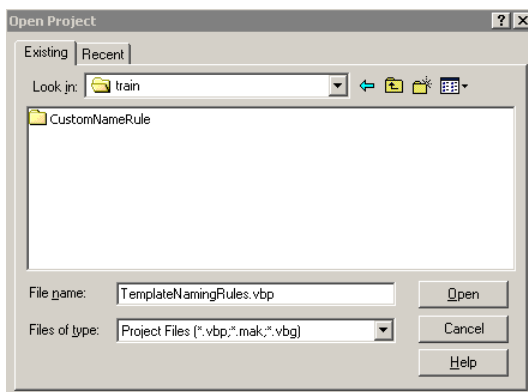 Open Project
Existing Recent
Look in: train
CustomNameRule
File name: TemplateNamingRules.vbp Open
Files of type: Project Files (*.vbp;*.mak;*.vbg) Cancel
Help